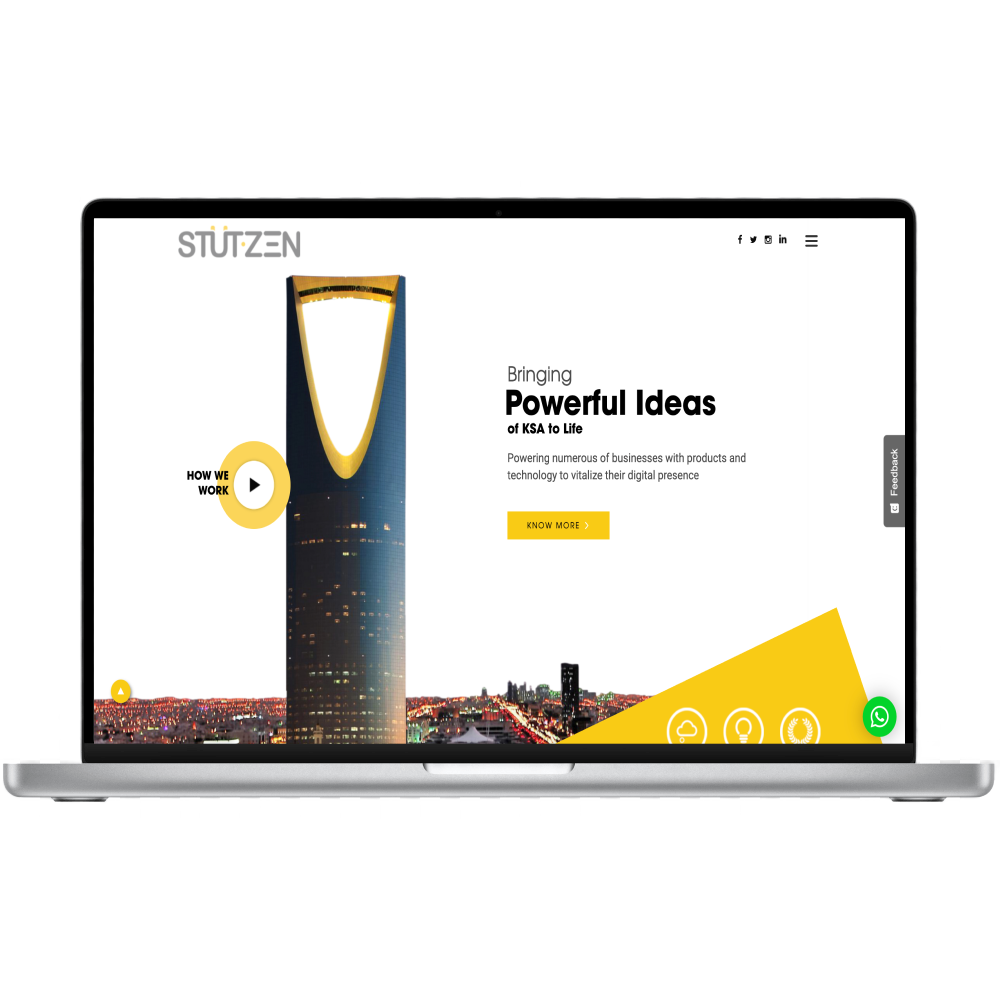 STÜTZEN
Bringing
Powerful Ideas
of KSA to Life
HOW WE
WORK
Powering numerous of businesses with products and
technology to vitalize their digital presence
KNOW MORE
Feedback